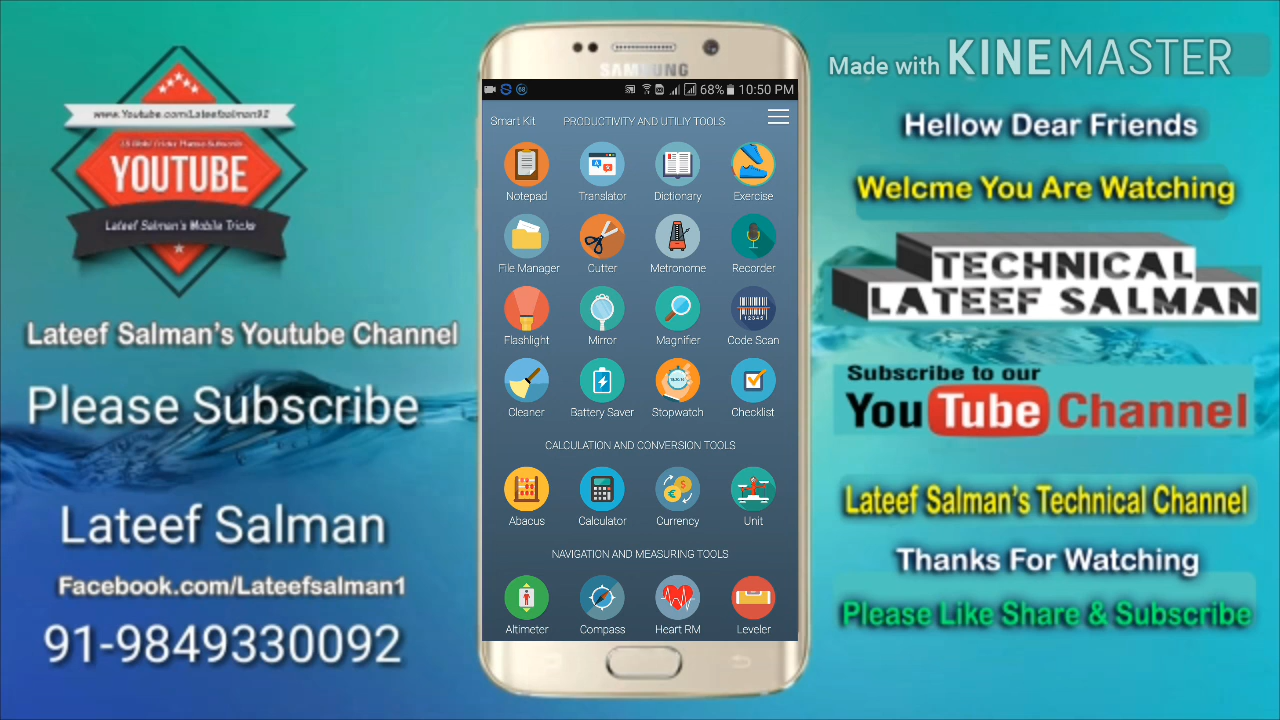 www.Youtube.com/Lateefsalman92
YOUTUBE
Lateef Salman's Mobile Tricks
Lateef Salman's Youtube Channel
Please Subscribe
Lateef Salman
Facebook.com/Lateefsalman1
91-9849330092
SAMSUNG
68% 10:50 PM
Smart Kit PRODUCTIVITY AND UTILIY TOOLS
Notepad Translator Dictionary Exercise
File Manager Cutter Metronome Recorder
Flashlight Mirror Magnifier Code Scan
Cleaner Battery Saver Stopwatch Checklist
CALCULATION AND CONVERSION TOOLS
Abacus Calculator Currency Unit
NAVIGATION AND MEASURING TOOLS
Altimeter Compass Heart RM Leveler
Made with KINEMASTER
Hellow Dear Friends
Welcme You Are Watching
TECHNICAL
LATEEF SALMAN
Subscribe to our
YouTube Channel
Lateef Salman's Technical Channel
Thanks For Watching
Please Like Share & Subscribe